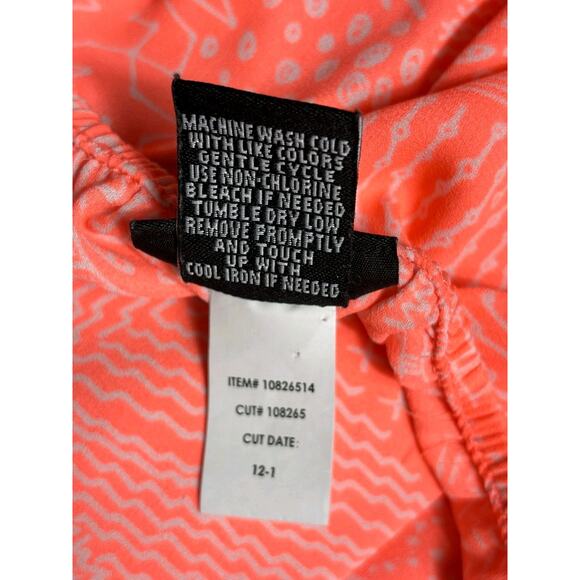 MACHINE WASH COLD
WITH LIKE COLORS
GENTLE CYCLE
USE NON-CHLORINE
BLEACH IF NEEDED
TUMBLE DRY LOW
REMOVE PROMPTLY
AND TOUCH
UP WITH
COOL IRON IF NEEDED
ITEM# 10826514
CUT# 108265
CUT DATE:
12-1